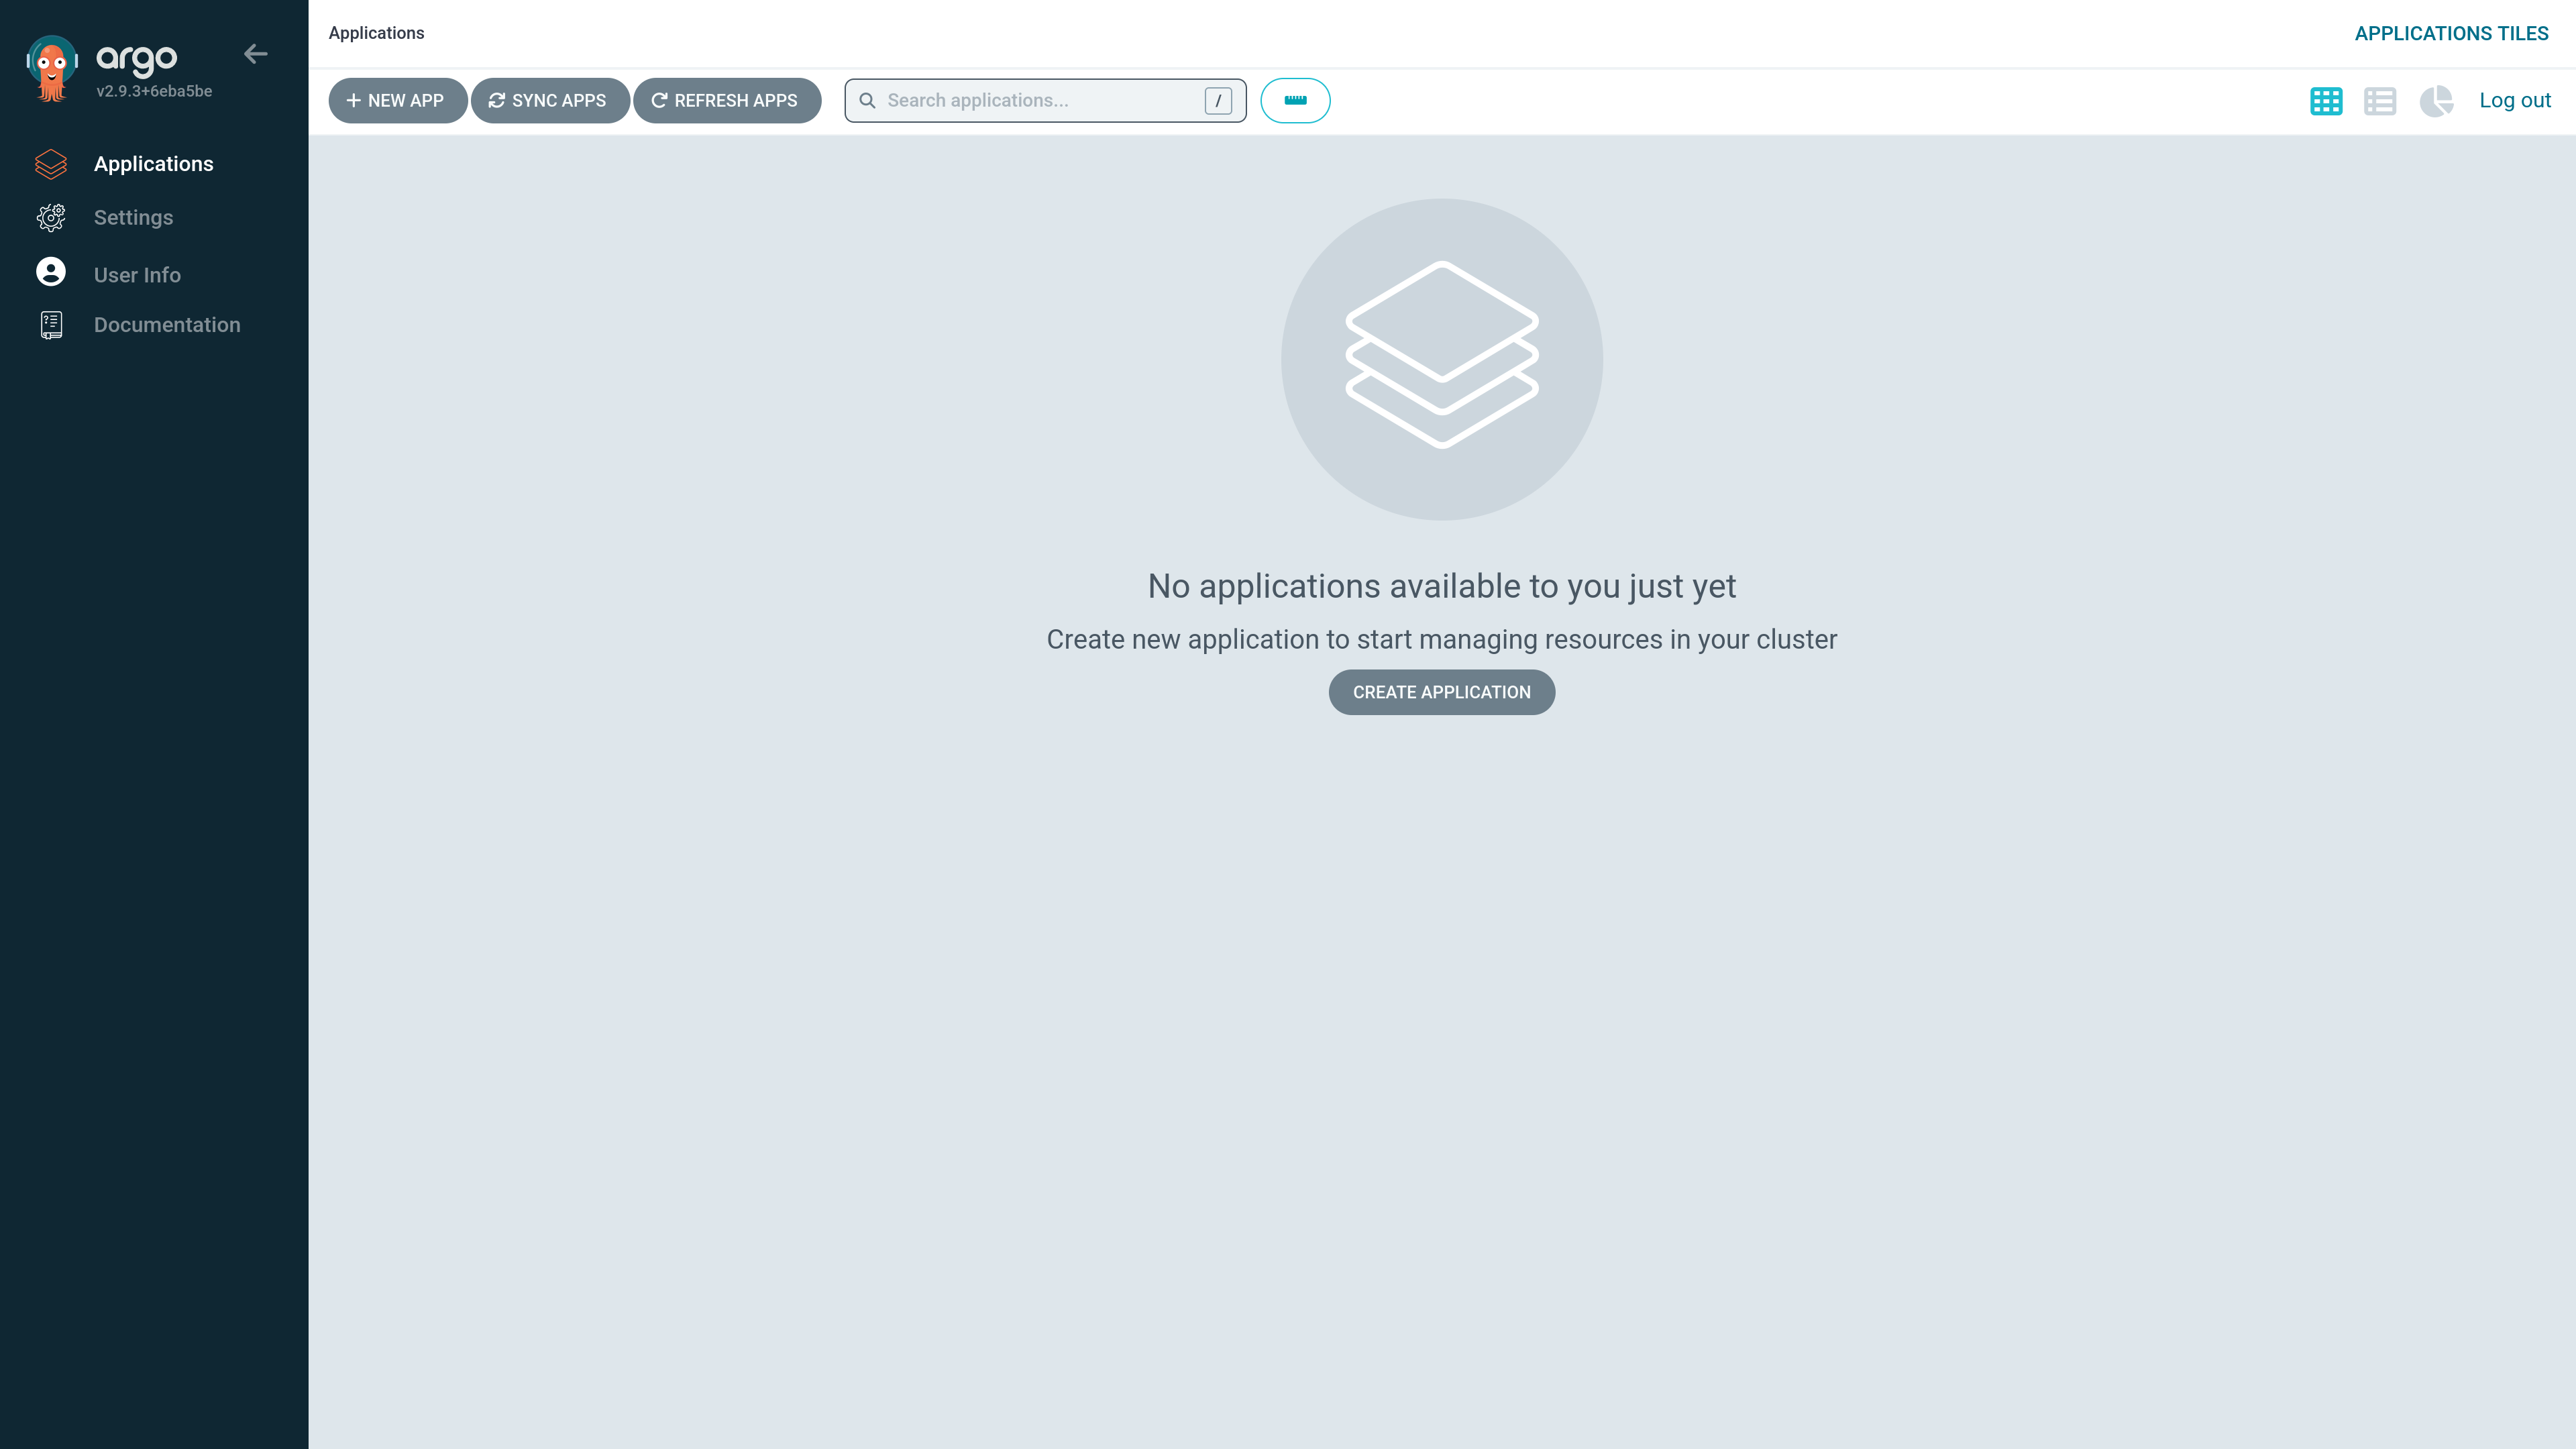 argo
v2.9.3+6eba5be
Applications
Settings
User Info
Documentation
Applications
APPLICATIONS TILES
NEW APP
SYNC APPS
REFRESH APPS
Search applications...
/
Log out
No applications available to you just yet
Create new application to start managing resources in your cluster
CREATE APPLICATION